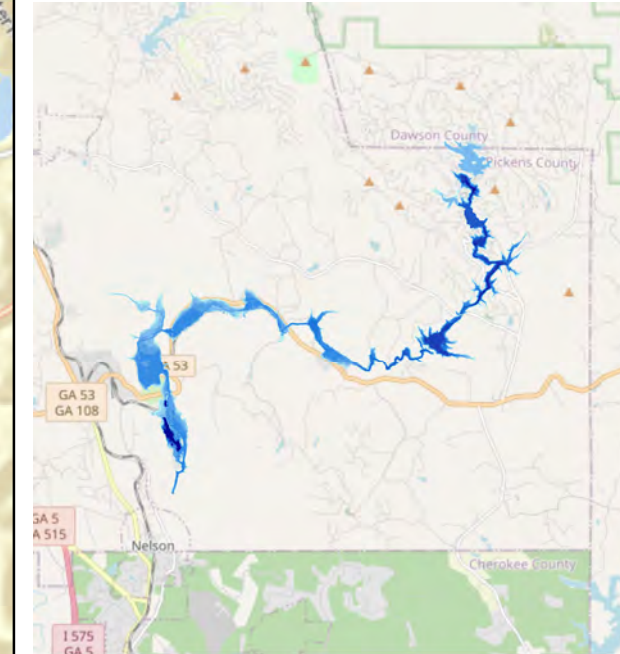 Dawson County
Pickens County
53
GA 53
GA 108
GA 5
A 515
Nelson
Cherokee County
I 575
GA 5